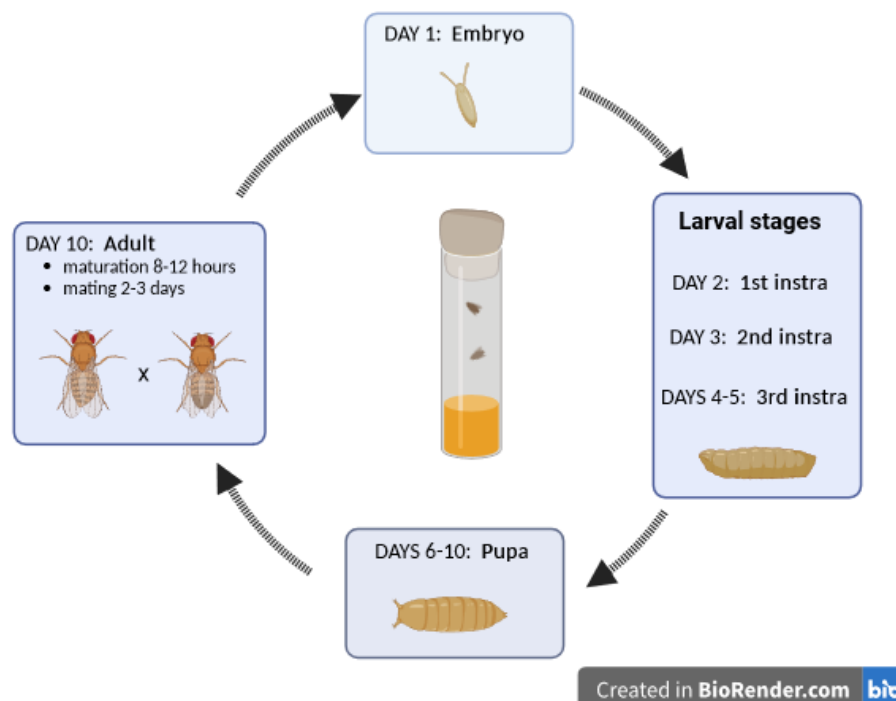 DAY 1: Embryo
Larval stages
DAY 2: 1st instra
DAY 3: 2nd instra
DAYS 4-5: 3rd instra
DAYS 6-10: Pupa
DAY 10: Adult
• maturation 8-12 hours
• mating 2-3 days
x
Created in BioRender.com bio